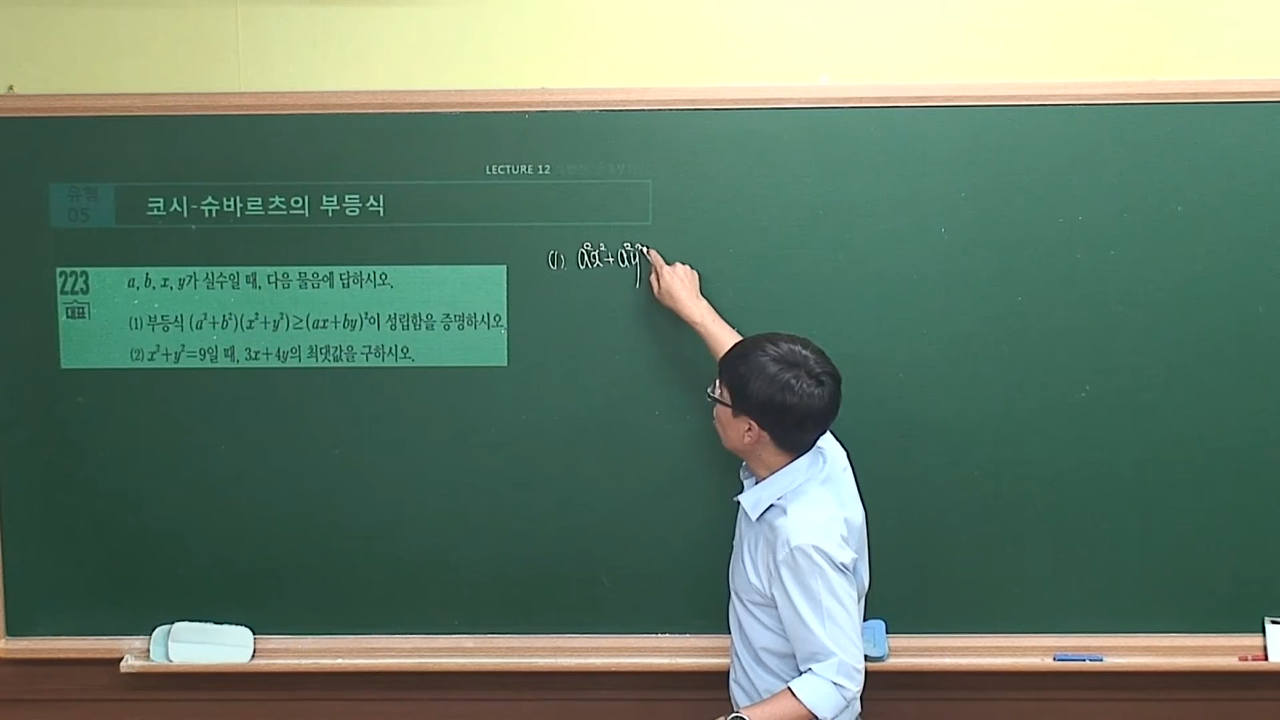 LECTURE 12
유형
05
코시-슈바르츠의 부등식
223
대표
a, b, x, y가 실수일 때, 다음 물음에 답하시오.
(1) 부등식 (a²+b²)(x²+y²)≥(ax+by)²이 성립함을 증명하시오.
(2) x²+y²=9일 때, 3x+4y의 최댓값을 구하시오.
(1) a²x²+a²y²